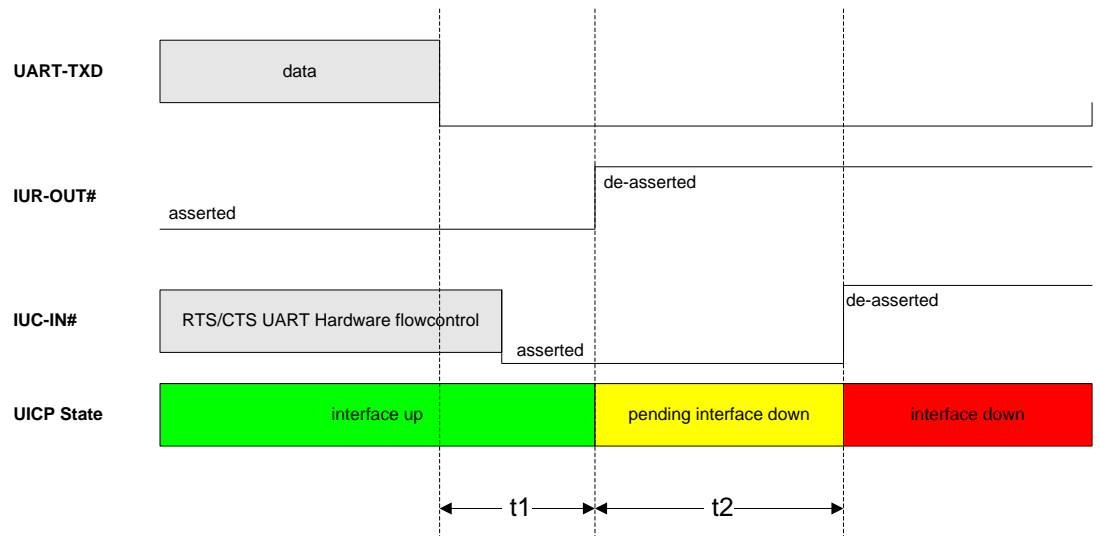 UART-TXD
data
IUR-OUT#
asserted
de-asserted
IUC-IN#
RTS/CTS UART Hardware flowcontrol
asserted
de-asserted
UICP State
interface up
pending interface down
interface down
t1
t2